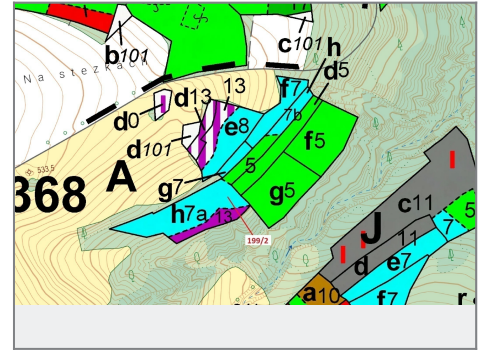 b101
c101
h
d5
Na stezkách
f7
13
d13
7b
d0
e8
f5
d101
533,5
A
5
368
g7
g5
h7a
13
c11
5
J
7
199/2
11
d
e7
a10
f7
r